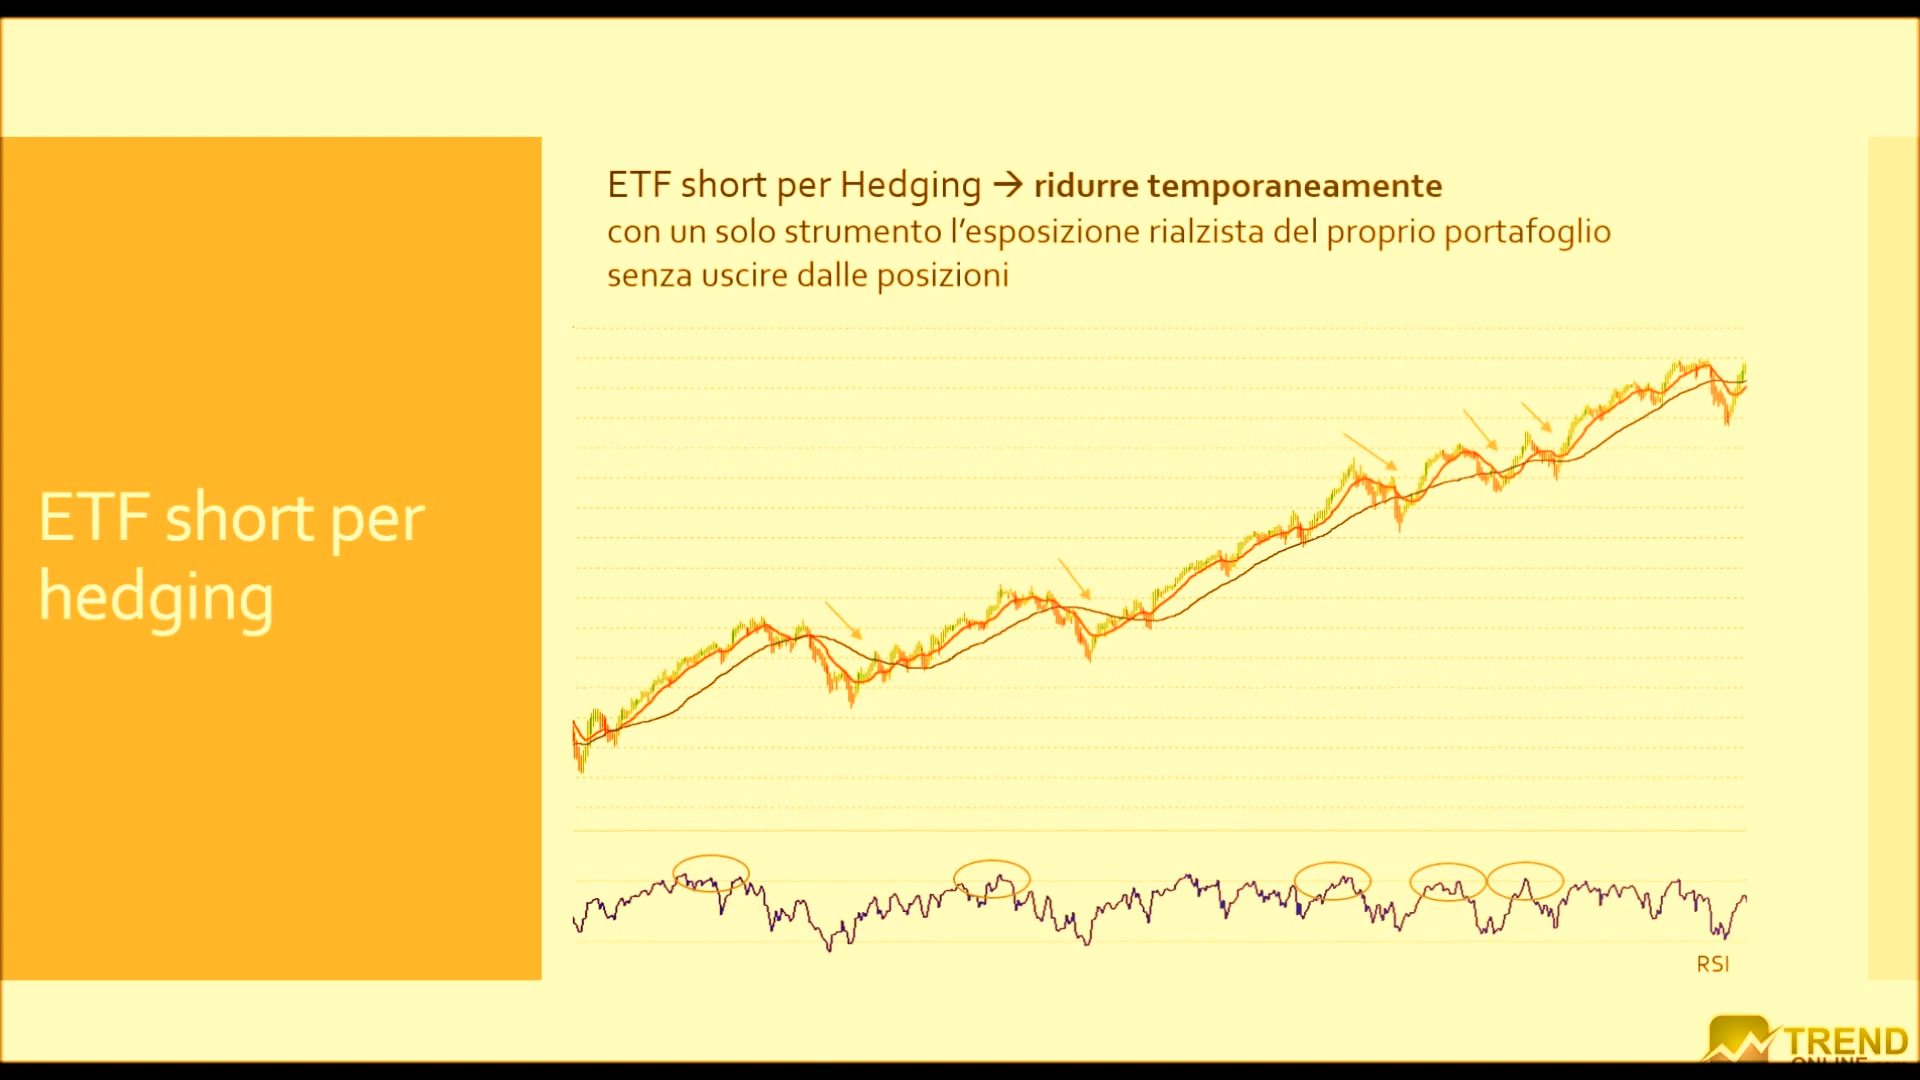 ETF short per
hedging
ETF short per Hedging → ridurre temporaneamente
con un solo strumento l’esposizione rialzista del proprio portafoglio
senza uscire dalle posizioni
RSI
TREND
ONLINE